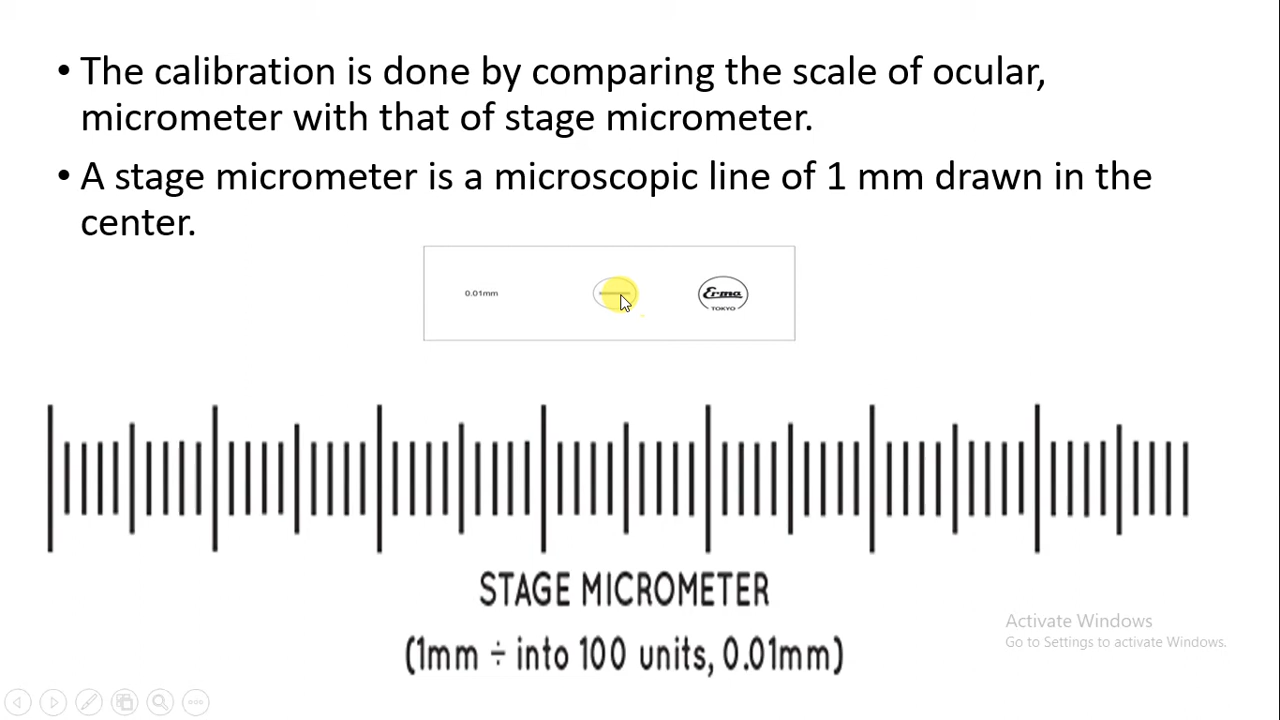 • The calibration is done by comparing the scale of ocular,
micrometer with that of stage micrometer.
• A stage micrometer is a microscopic line of 1 mm drawn in the
center.
0.01mm
Erma
TOKYO
STAGE MICROMETER
(1mm ÷ into 100 units, 0.01mm)
Activate Windows
Go to Settings to activate Windows.